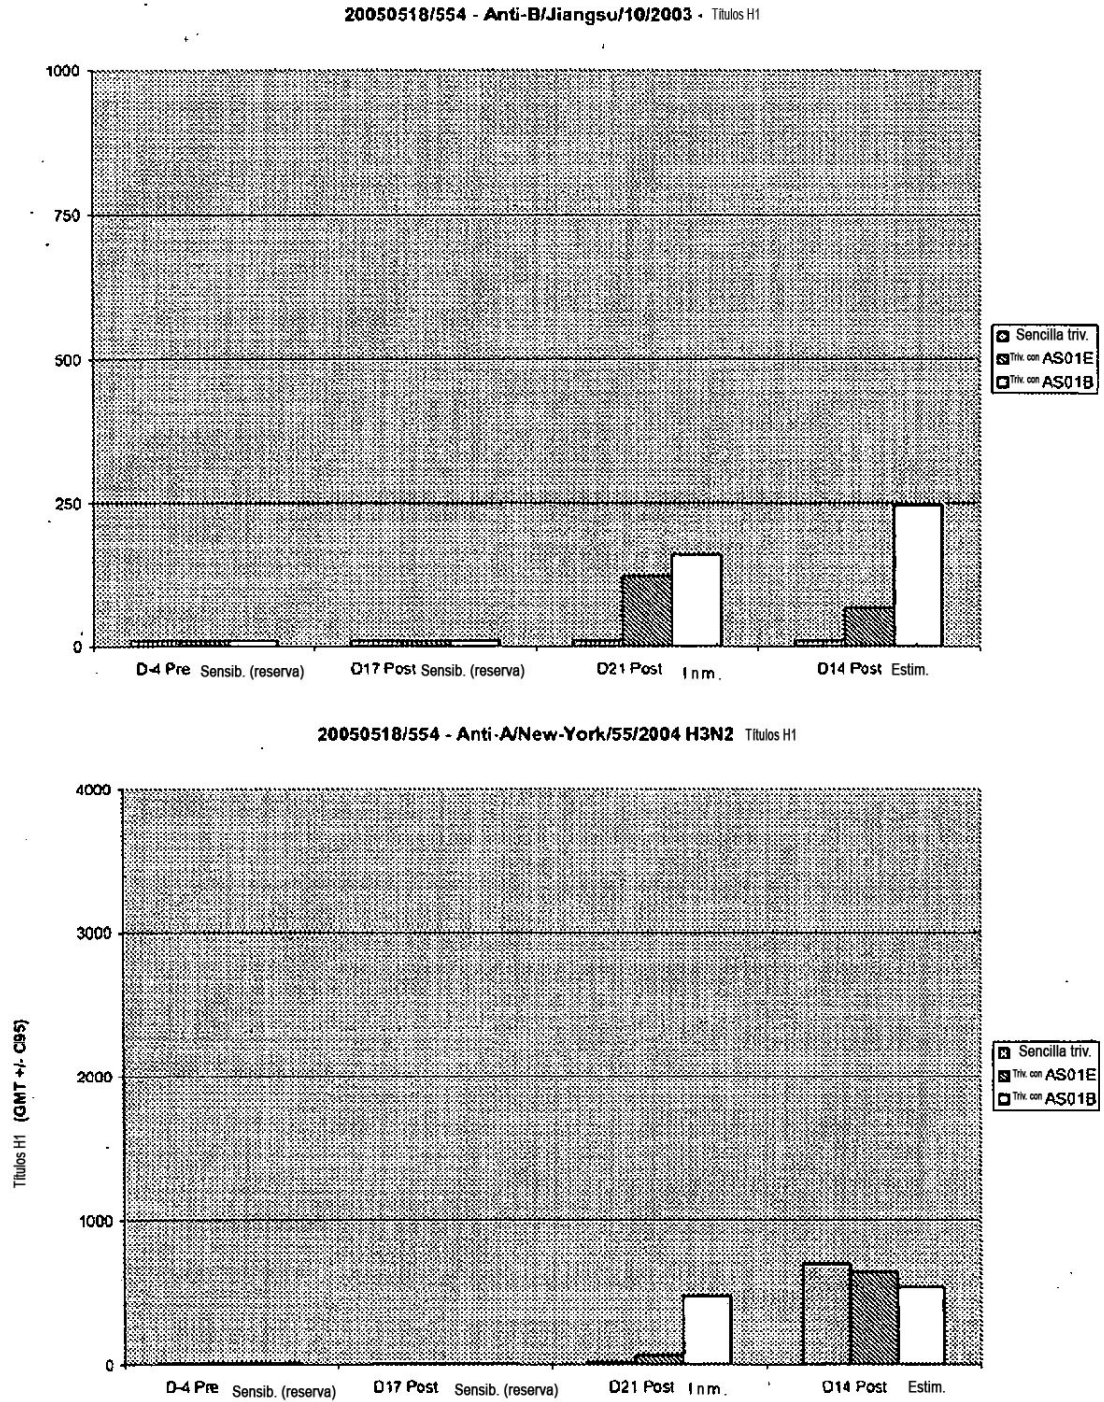 20050518/554 - Anti-B/Jiangsu/10/2003 - Títulos H1
1000
750
500
250
0
D-4 Pre Sensib. (reserva) D17 Post Sensib. (reserva) D21 Post Inm. D14 Post Estim.
Sencilla triv.
Triv. con AS01E
Triv. con AS01B
20050518/554 - Anti-A/New-York/55/2004 H3N2 Títulos H1
Títulos H1 (GMT +/- C95)
4000
3000
2000
1000
0
D-4 Pre Sensib. (reserva) D17 Post Sensib. (reserva) D21 Post Inm. D14 Post Estim.
Sencilla triv.
Triv. con AS01E
Triv. con AS01B